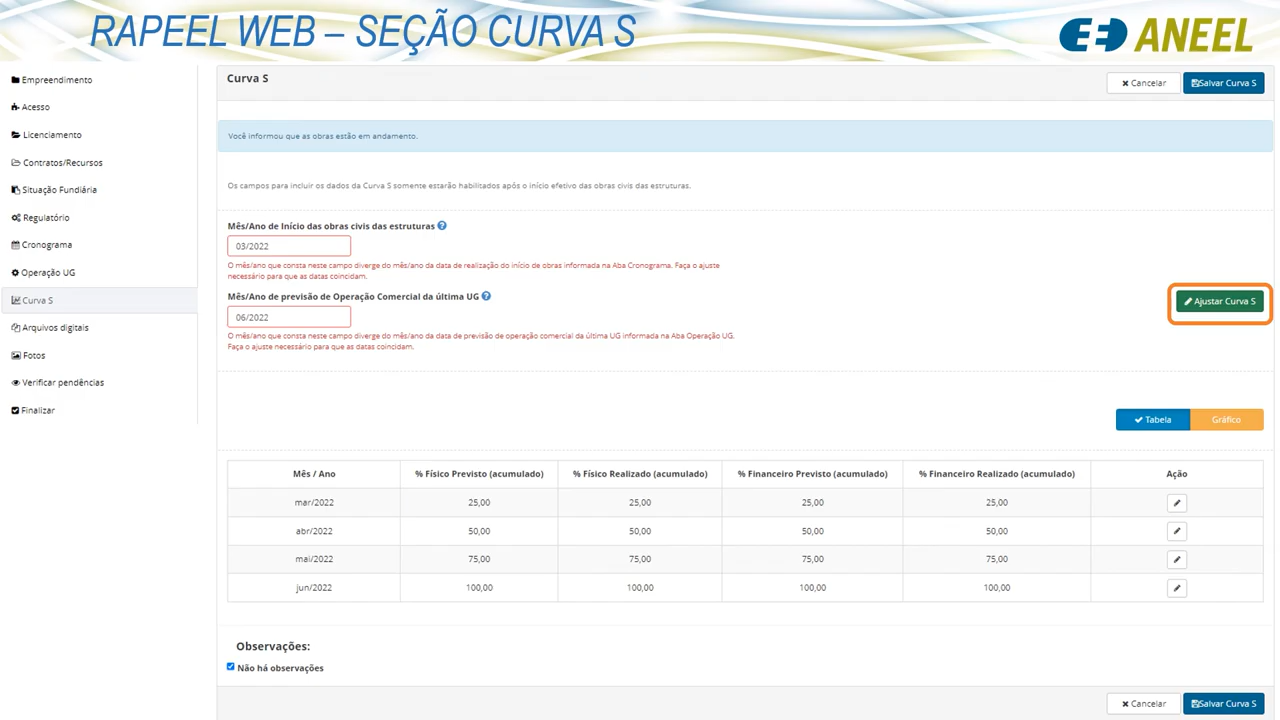 RAPEEL WEB – SEÇÃO CURVA S
ANEEL
Empreendimento
Acesso
Licenciamento
Contratos/Recursos
Situação Fundiária
Regulatório
Cronograma
Operação UG
Curva S
Arquivos digitais
Fotos
Verificar pendências
Finalizar
Curva S
Cancelar
Salvar Curva S
Você informou que as obras estão em andamento.
Os campos para incluir os dados da Curva S somente estarão habilitados após o início efetivo das obras civis das estruturas.
Mês/Ano de Início das obras civis das estruturas
03/2022
O mês/ano que consta neste campo diverge do mês/ano da data de realização do início de obras informada na Aba Cronograma. Faça o ajuste
necessário para que as datas coincidam.
Mês/Ano de previsão de Operação Comercial da última UG
06/2022
O mês/ano que consta neste campo diverge do mês/ano da data de previsão de operação comercial da última UG informada na Aba Operação UG.
Faça o ajuste necessário para que as datas coincidam.
Ajustar Curva S
Tabela Gráfico
Mês / Ano % Físico Previsto (acumulado) % Físico Realizado (acumulado) % Financeiro Previsto (acumulado) % Financeiro Realizado (acumulado) Ação
mar/2022 25,00 25,00 25,00 25,00
abr/2022 50,00 50,00 50,00 50,00
mai/2022 75,00 75,00 75,00 75,00
jun/2022 100,00 100,00 100,00 100,00
Observações:
Não há observações
Cancelar
Salvar Curva S